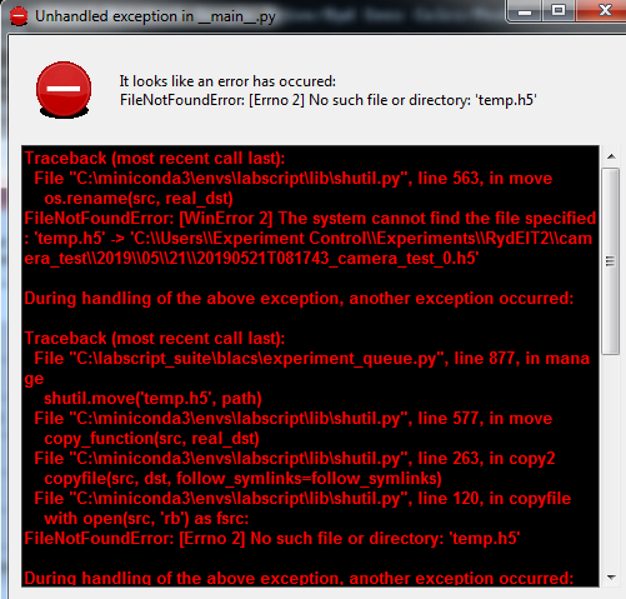 Unhandled exception in __main__.py
It looks like an error has occured:
FileNotFoundError: [Errno 2] No such file or directory: 'temp.h5'
Traceback (most recent call last):
File "C:\miniconda3\envs\labscript\lib\shutil.py", line 563, in move
os.rename(src, real_dst)
FileNotFoundError: [WinError 2] The system cannot find the file specified
: 'temp.h5' -> 'C:\\Users\\Experiment Control\\Experiments\\RydEIT2\\cam
era_test\\2019\\05\\21\\20190521T081743_camera_test_0.h5'
During handling of the above exception, another exception occurred:
Traceback (most recent call last):
File "C:\labscript_suite\blacs\experiment_queue.py", line 877, in mana
ge
shutil.move('temp.h5', path)
File "C:\miniconda3\envs\labscript\lib\shutil.py", line 577, in move
copy_function(src, real_dst)
File "C:\miniconda3\envs\labscript\lib\shutil.py", line 263, in copy2
copyfile(src, dst, follow_symlinks=follow_symlinks)
File "C:\miniconda3\envs\labscript\lib\shutil.py", line 120, in copyfile
with open(src, 'rb') as fsrc:
FileNotFoundError: [Errno 2] No such file or directory: 'temp.h5'
During handling of the above exception, another exception occurred: